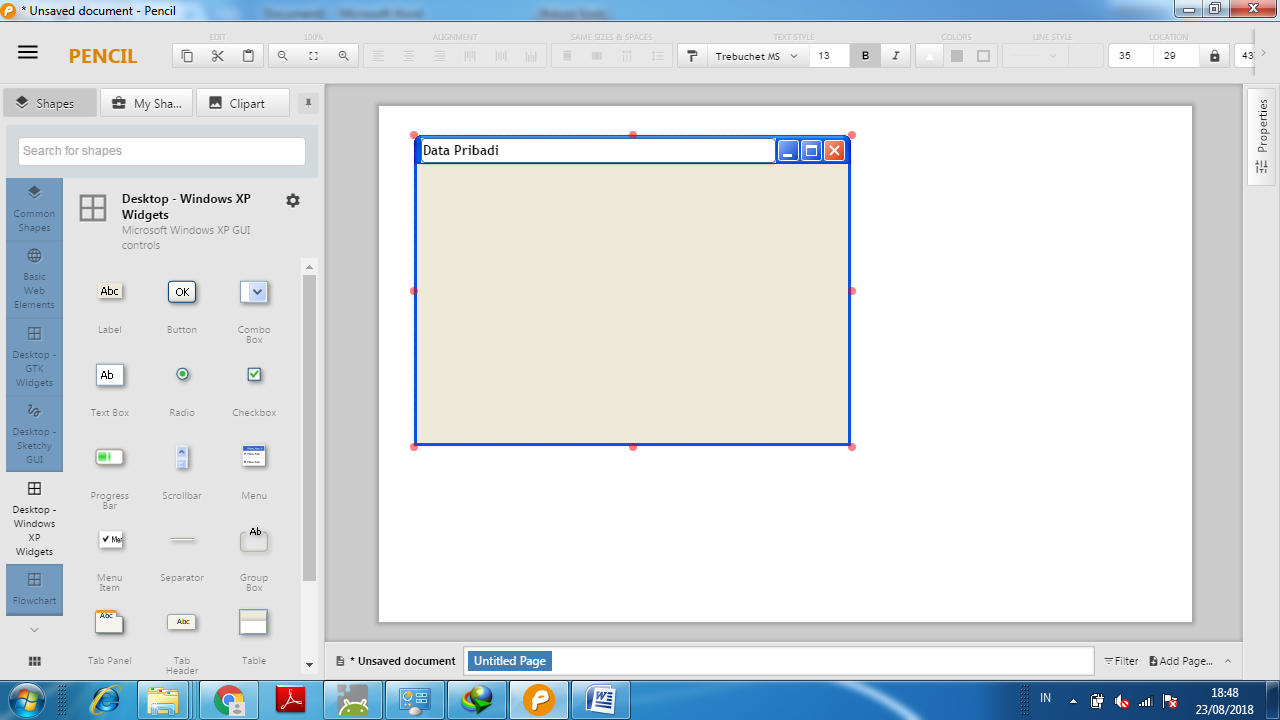 * Unsaved document - Pencil
PENCIL
EDIT
100%
ALIGNMENT
SAME SIZES & SPACES
TEXT STYLE
COLORS
LINE STYLE
LOCATION
Trebuchet MS
13
B
I
35
29
43
Shapes
My Sha...
Clipart
Search for shapes
Common Shapes
Basic Web Elements
Desktop - GTK Widgets
Desktop - Sketchy GUI
Desktop - Windows XP Widgets
Flowchart
Desktop - Windows XP
Widgets
Microsoft Windows XP GUI
controls
Abc
OK
Label
Button
Combo Box
Ab
Text Box
Radio
Checkbox
Progress Bar
Scrollbar
Menu
Ab
Menu Item
Separator
Group Box
Abc
Abc
Tab Panel
Tab Header
Table
Data Pribadi
Properties
* Unsaved document
Untitled Page
Filter
Add Page...
IN
18:48
23/08/2018